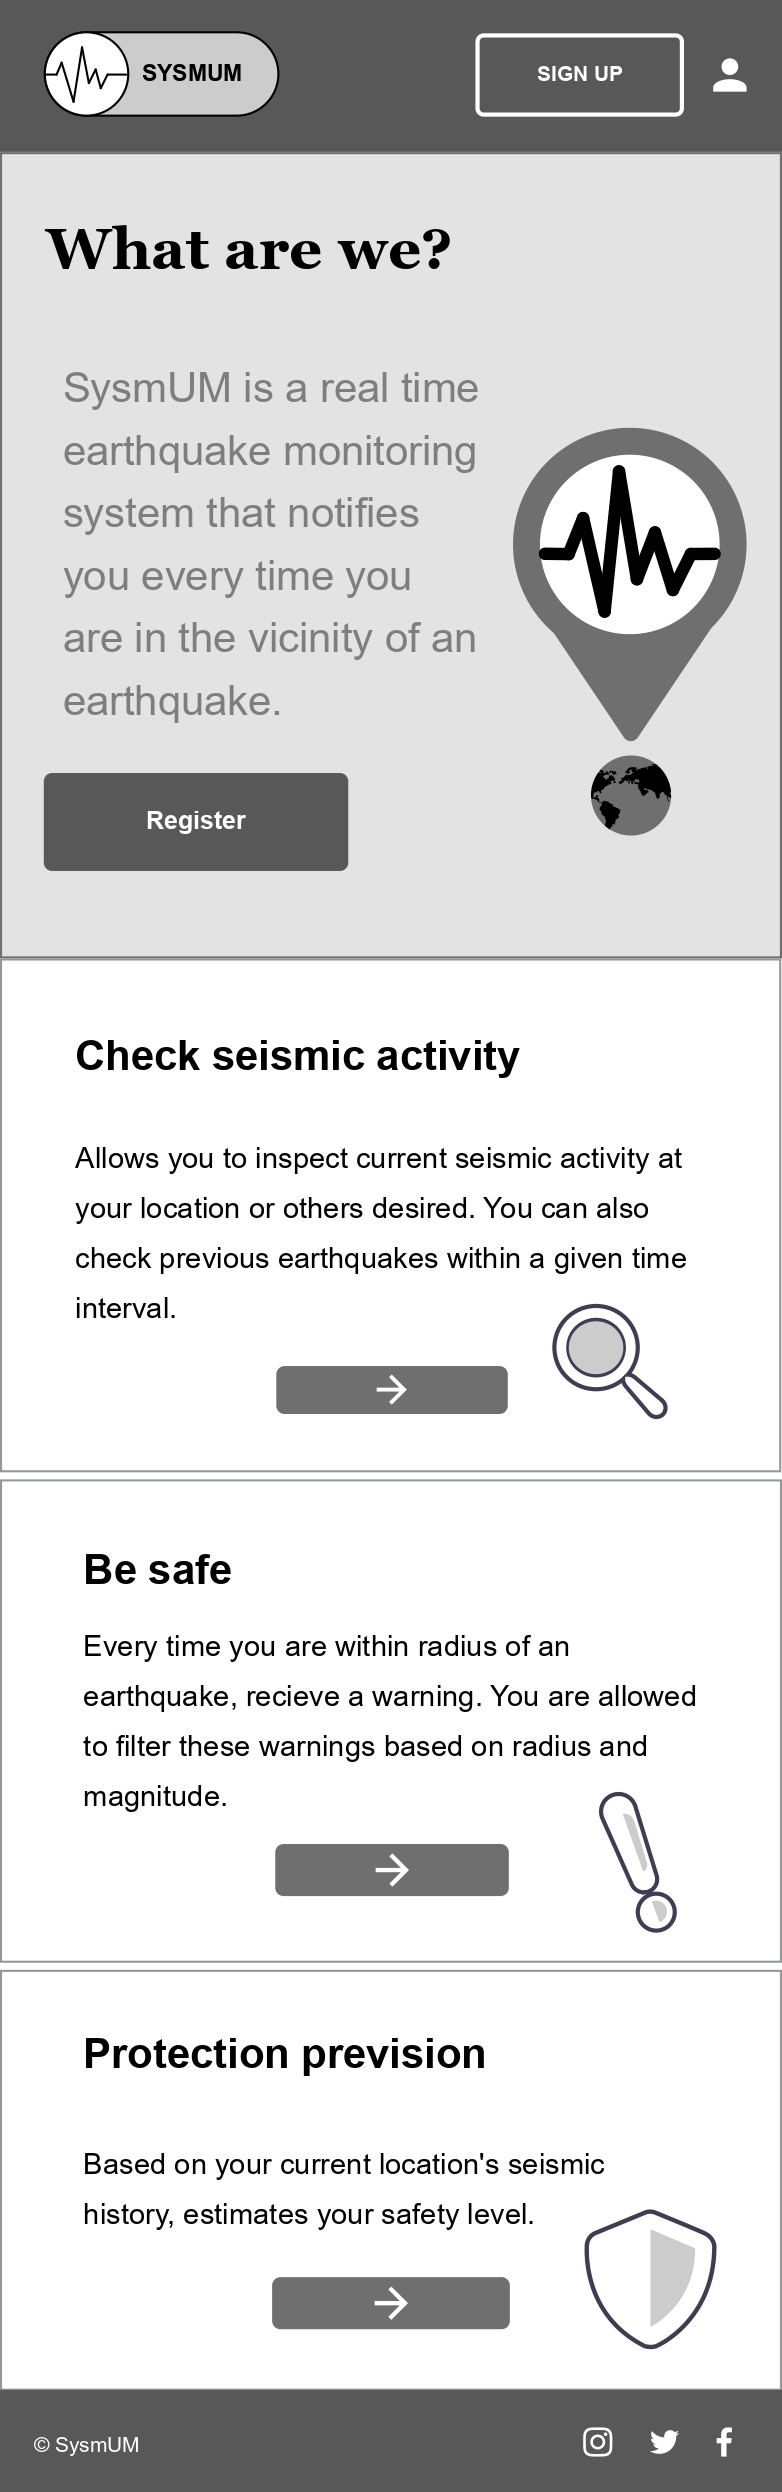 SYSMUM
SIGN UP
What are we?
SysmUM is a real time
earthquake monitoring
system that notifies
you every time you
are in the vicinity of an
earthquake.
Register
Check seismic activity
Allows you to inspect current seismic activity at
your location or others desired. You can also
check previous earthquakes within a given time
interval.
Be safe
Every time you are within radius of an
earthquake, recieve a warning. You are allowed
to filter these warnings based on radius and
magnitude.
Protection prevision
Based on your current location's seismic
history, estimates your safety level.
© SysmUM